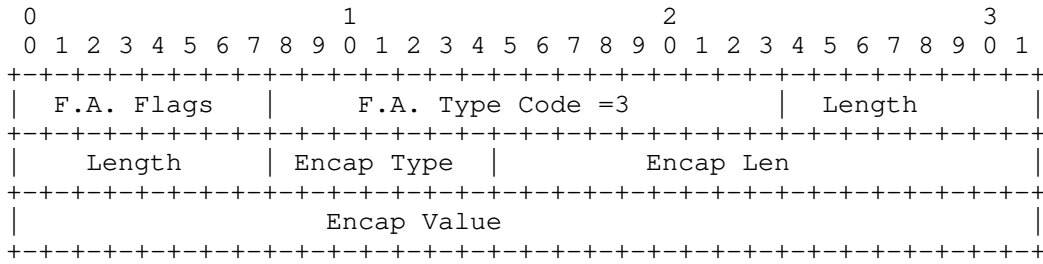 0                   1                   2                   3
 0 1 2 3 4 5 6 7 8 9 0 1 2 3 4 5 6 7 8 9 0 1 2 3 4 5 6 7 8 9 0 1
+-+-+-+-+-+-+-+-+-+-+-+-+-+-+-+-+-+-+-+-+-+-+-+-+-+-+-+-+-+-+-+-+
|  F.A. Flags   |     F.A. Type Code =3         |  Length       |
+-+-+-+-+-+-+-+-+-+-+-+-+-+-+-+-+-+-+-+-+-+-+-+-+-+-+-+-+-+-+-+-+
|    Length     | Encap Type  |         Encap Len               |
+-+-+-+-+-+-+-+-+-+-+-+-+-+-+-+-+-+-+-+-+-+-+-+-+-+-+-+-+-+-+-+-+
|                   Encap Value                                 |
+-+-+-+-+-+-+-+-+-+-+-+-+-+-+-+-+-+-+-+-+-+-+-+-+-+-+-+-+-+-+-+-+